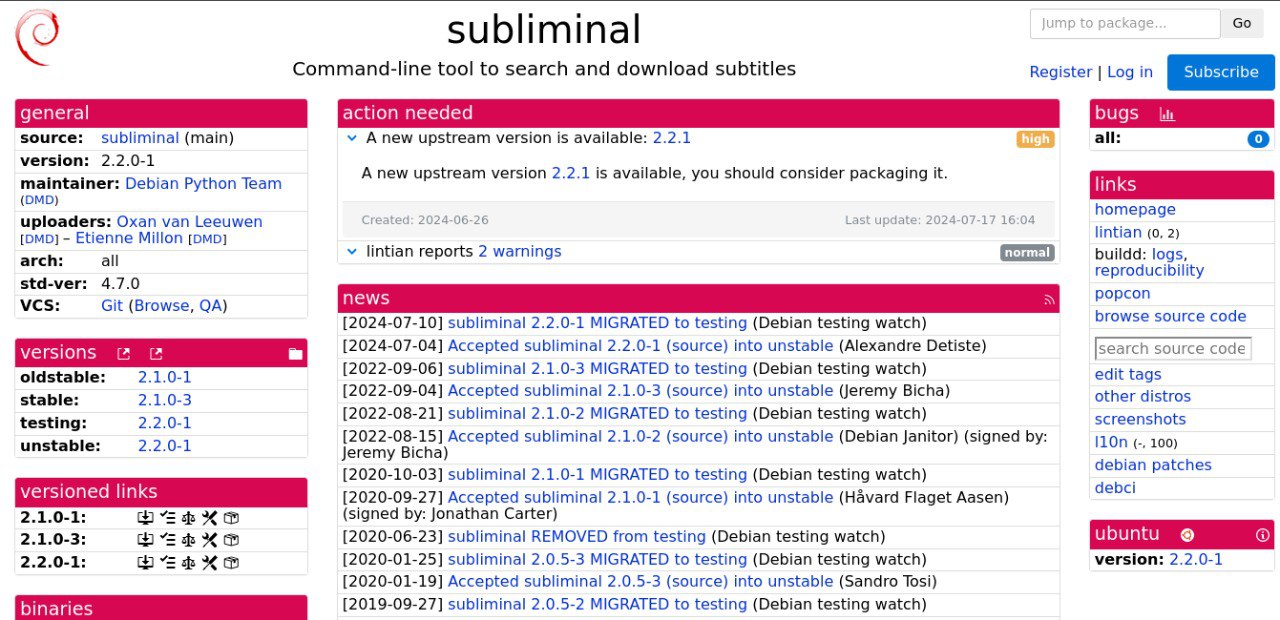 subliminal
Command-line tool to search and download subtitles
Jump to package... Go
Register | Log in Subscribe
general
source: subliminal (main)
version: 2.2.0-1
maintainer: Debian Python Team
(DMD)
uploaders: Oxan van Leeuwen
[DMD] – Etienne Millon [DMD]
arch: all
std-ver: 4.7.0
VCS: Git (Browse, QA)
versions
oldstable: 2.1.0-1
stable: 2.1.0-3
testing: 2.2.0-1
unstable: 2.2.0-1
versioned links
2.1.0-1:
2.1.0-3:
2.2.0-1:
binaries
action needed
A new upstream version is available: 2.2.1 high
A new upstream version 2.2.1 is available, you should consider packaging it.
Created: 2024-06-26 Last update: 2024-07-17 16:04
lintian reports 2 warnings normal
news
[2024-07-10] subliminal 2.2.0-1 MIGRATED to testing (Debian testing watch)
[2024-07-04] Accepted subliminal 2.2.0-1 (source) into unstable (Alexandre Detiste)
[2022-09-06] subliminal 2.1.0-3 MIGRATED to testing (Debian testing watch)
[2022-09-04] Accepted subliminal 2.1.0-3 (source) into unstable (Jeremy Bicha)
[2022-08-21] subliminal 2.1.0-2 MIGRATED to testing (Debian testing watch)
[2022-08-15] Accepted subliminal 2.1.0-2 (source) into unstable (Debian Janitor) (signed by:
Jeremy Bicha)
[2020-10-03] subliminal 2.1.0-1 MIGRATED to testing (Debian testing watch)
[2020-09-27] Accepted subliminal 2.1.0-1 (source) into unstable (Håvard Flaget Aasen)
(signed by: Jonathan Carter)
[2020-06-23] subliminal REMOVED from testing (Debian testing watch)
[2020-01-25] subliminal 2.0.5-3 MIGRATED to testing (Debian testing watch)
[2020-01-19] Accepted subliminal 2.0.5-3 (source) into unstable (Sandro Tosi)
[2019-09-27] subliminal 2.0.5-2 MIGRATED to testing (Debian testing watch)
bugs
all: 0
links
homepage
lintian (0, 2)
buildd: logs,
reproducibility
popcon
browse source code
search source code
edit tags
other distros
screenshots
l10n (-, 100)
debian patches
debci
ubuntu
version: 2.2.0-1